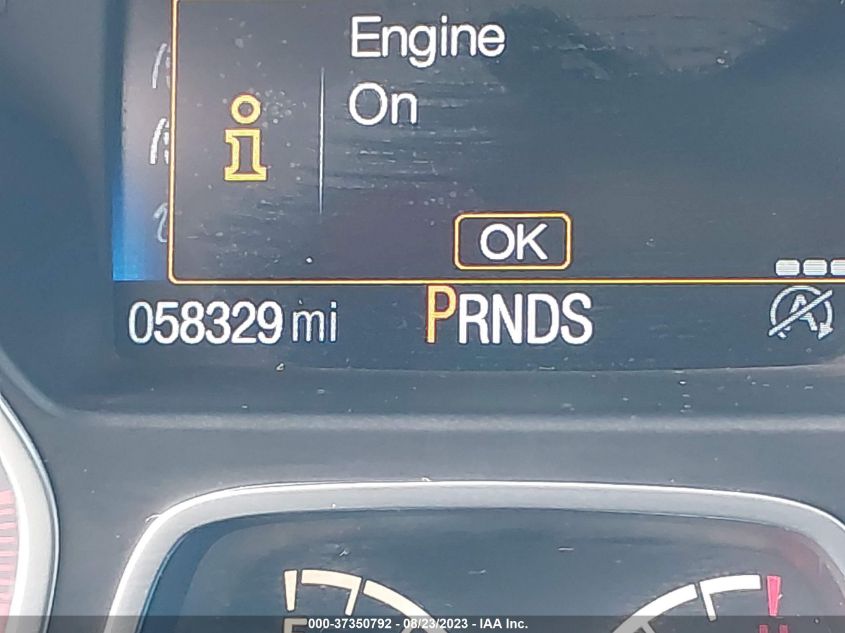 Engine
On
i
OK
058329 mi
PRNDS
A
000-37350792 - 08/23/2023 - IAA Inc.